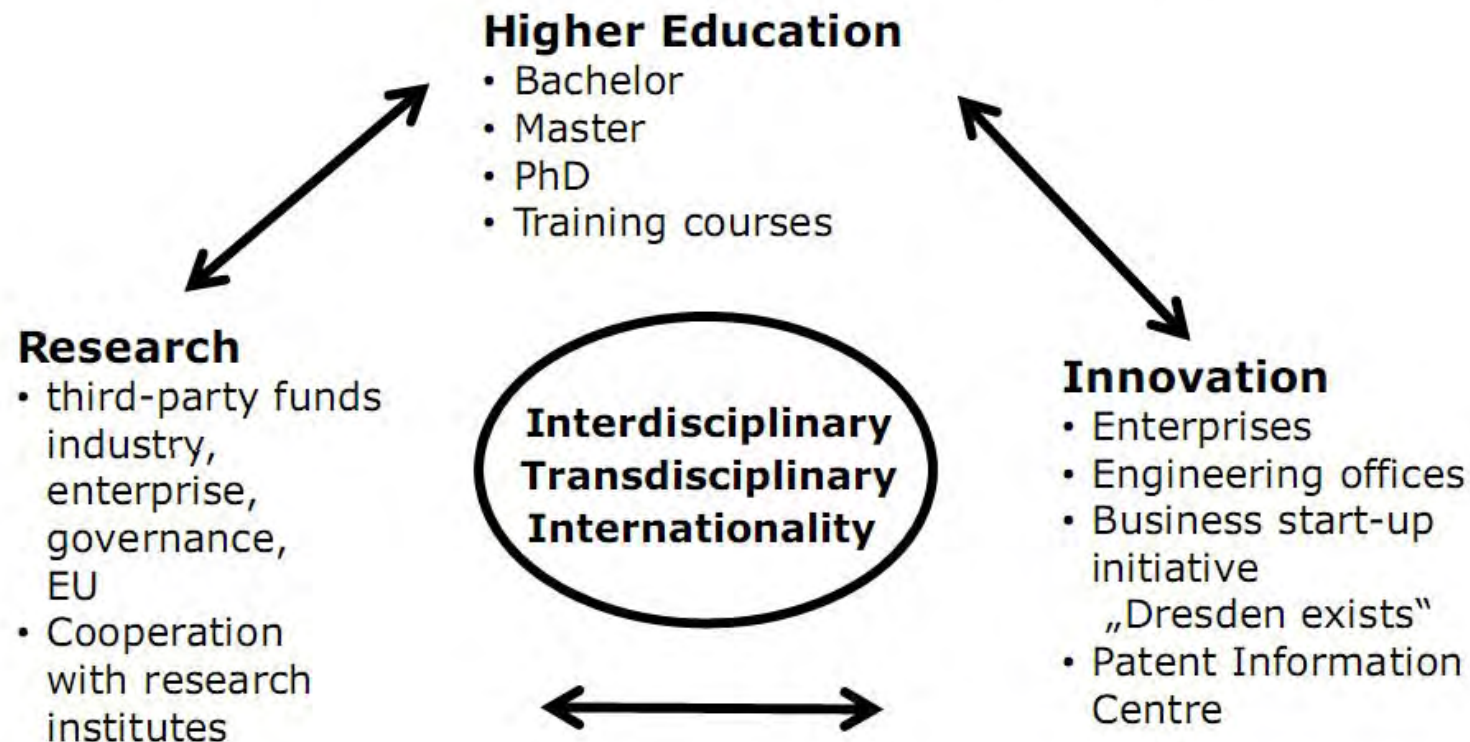 Higher Education
• Bachelor
• Master
• PhD
• Training courses
Research
• third-party funds
industry,
enterprise,
governance,
EU
• Cooperation
with research
institutes
Interdisciplinary
Transdisciplinary
Internationality
Innovation
• Enterprises
• Engineering offices
• Business start-up
initiative
„Dresden exists“
• Patent Information
Centre